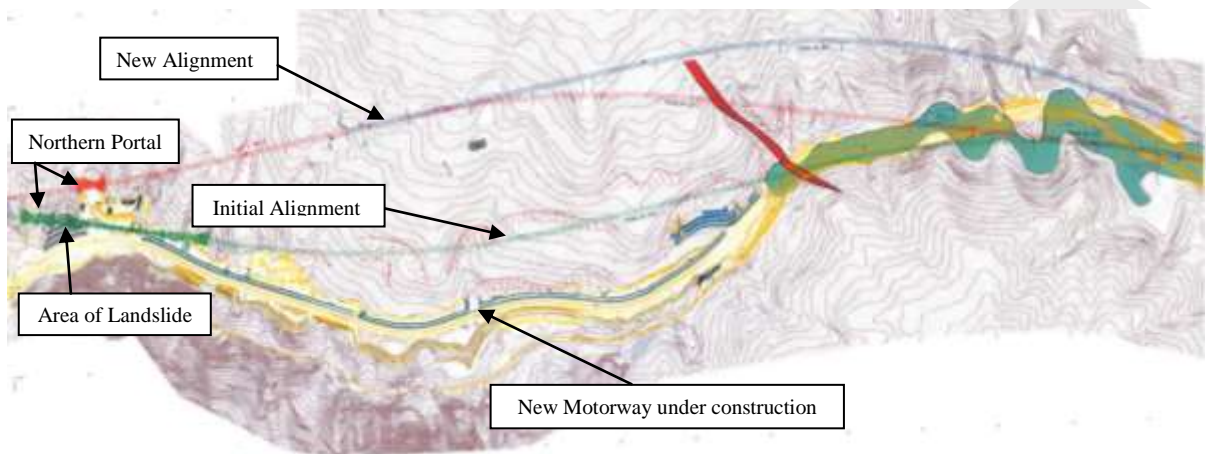 New Alignment
Northern Portal
Initial Alignment
Area of Landslide
New Motorway under construction